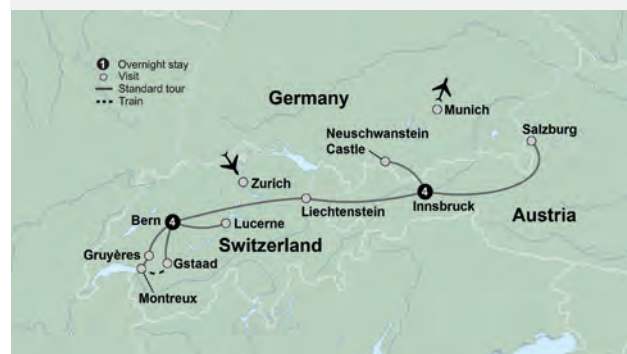 1 Overnight stay
Visit
Standard tour
Train
Germany
Munich
Neuschwanstein
Castle
Salzburg
Zurich
Bern
4
Lucerne
Liechtenstein
4
Innsbruck
Austria
Switzerland
Gruyères
Gstaad
Montreux